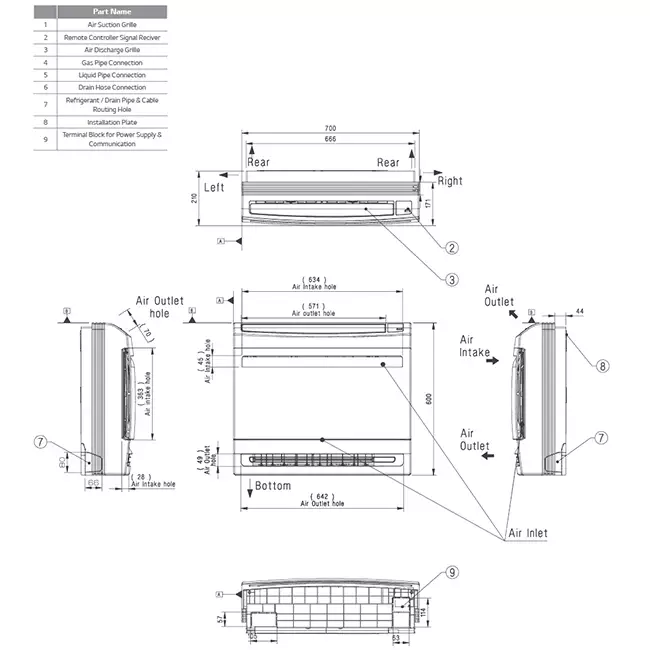 Part Name
1 Air Suction Grille
2 Remote Controller Signal Reciver
3 Air Discharge Grille
4 Gas Pipe Connection
5 Liquid Pipe Connection
6 Drain Hose Connection
7 Refrigerant / Drain Pipe & Cable
Routing Hole
8 Installation Plate
9 Terminal Block for Power Supply &
Communication
700
666
Rear Rear
Left Right
210
171
A
2
3
( 634 )
Air Intake hole
( 571 )
Air outlet hole
A
B
B
Air Outlet
hole
( 70 )
( 363 )
Air intake hole
7
80
66
( 28 )
Air Intake hole
( 45 )
Air Intake hole
600
( 49 )
Air Outlet hole
Bottom
( 642 )
Air Outlet hole
Air
Outlet
44
Air
Intake
8
Air
Outlet
7
Air Inlet
9
A
57
114
53